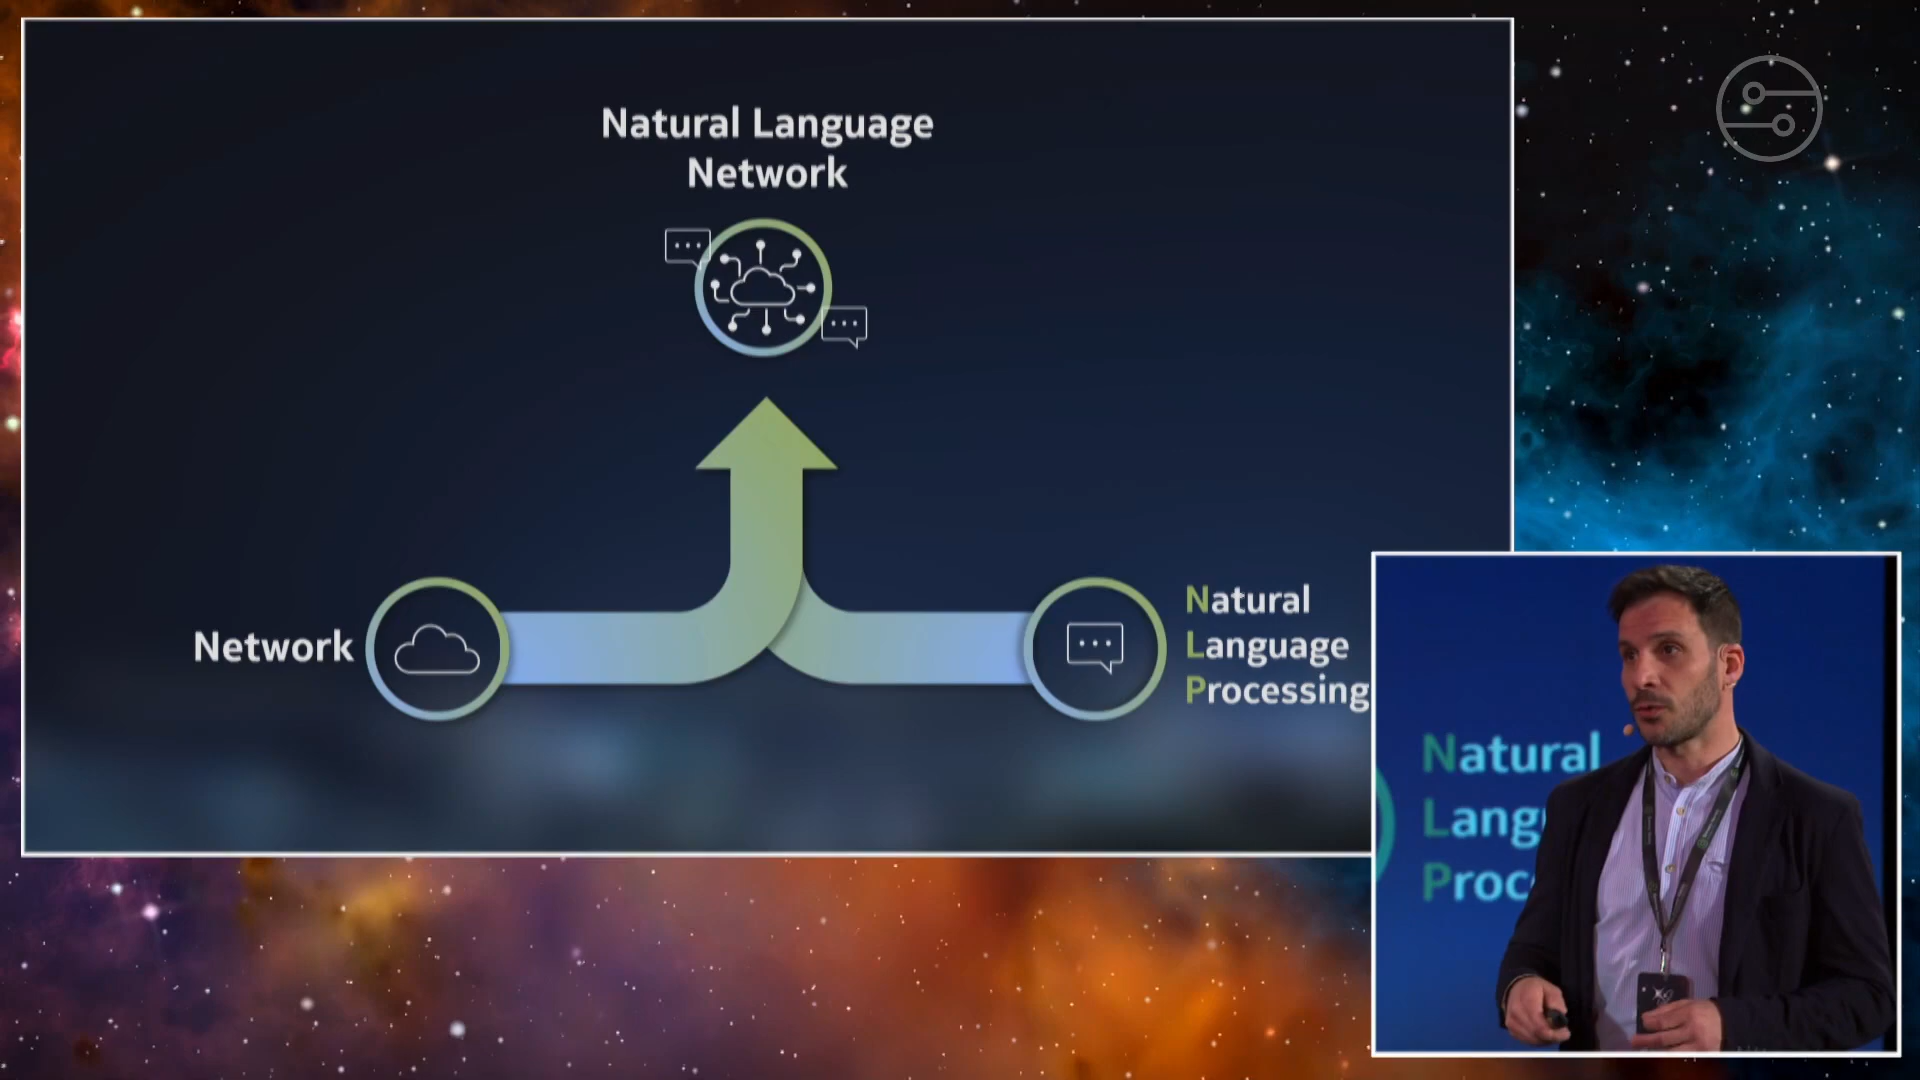 Natural Language
Network
Network
Natural
Language
Processing
Natural
Lang
Proc